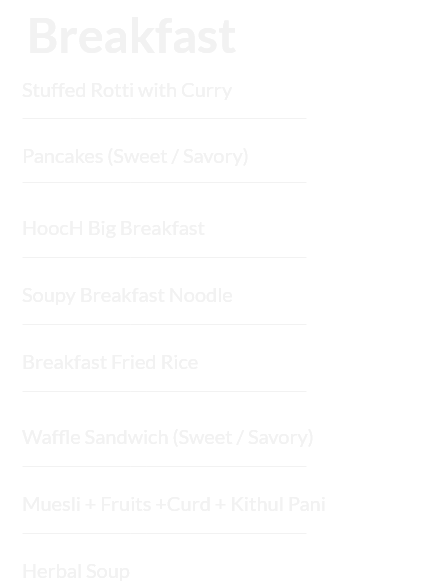 Breakfast
Stuffed Rotti with Curry
Pancakes (Sweet / Savory)
HoocH Big Breakfast
Soupy Breakfast Noodle
Breakfast Fried Rice
Waffle Sandwich (Sweet / Savory)
Muesli + Fruits +Curd + Kithul Pani
Herbal Soup